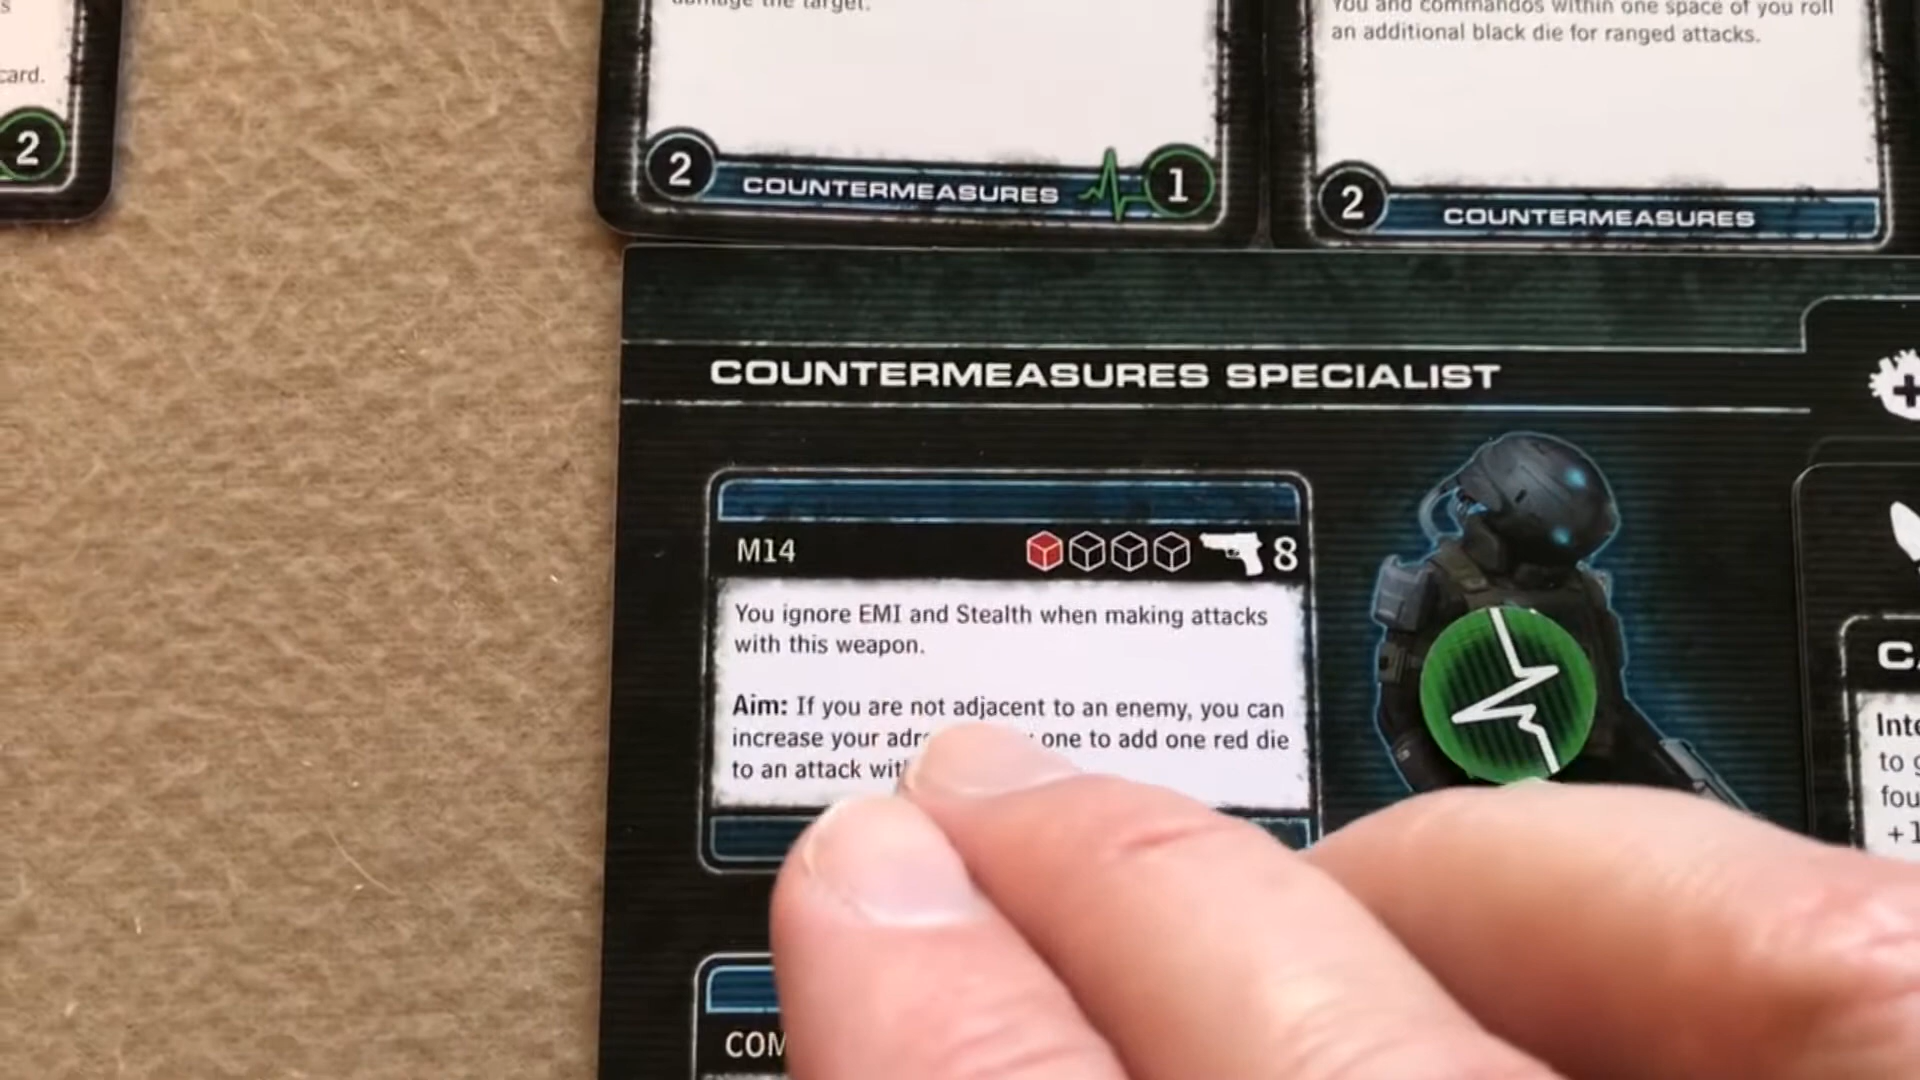 damage the target.
You and commandos within one space of you roll
an additional black die for ranged attacks.
card.
2
2
COUNTERMEASURES
1
2
COUNTERMEASURES
COUNTERMEASURES SPECIALIST
M14
8
You ignore EMI and Stealth when making attacks
with this weapon.
Aim: If you are not adjacent to an enemy, you can
increase your one to add one red die
to an attack
COM
C
Inte
to
fou
+1